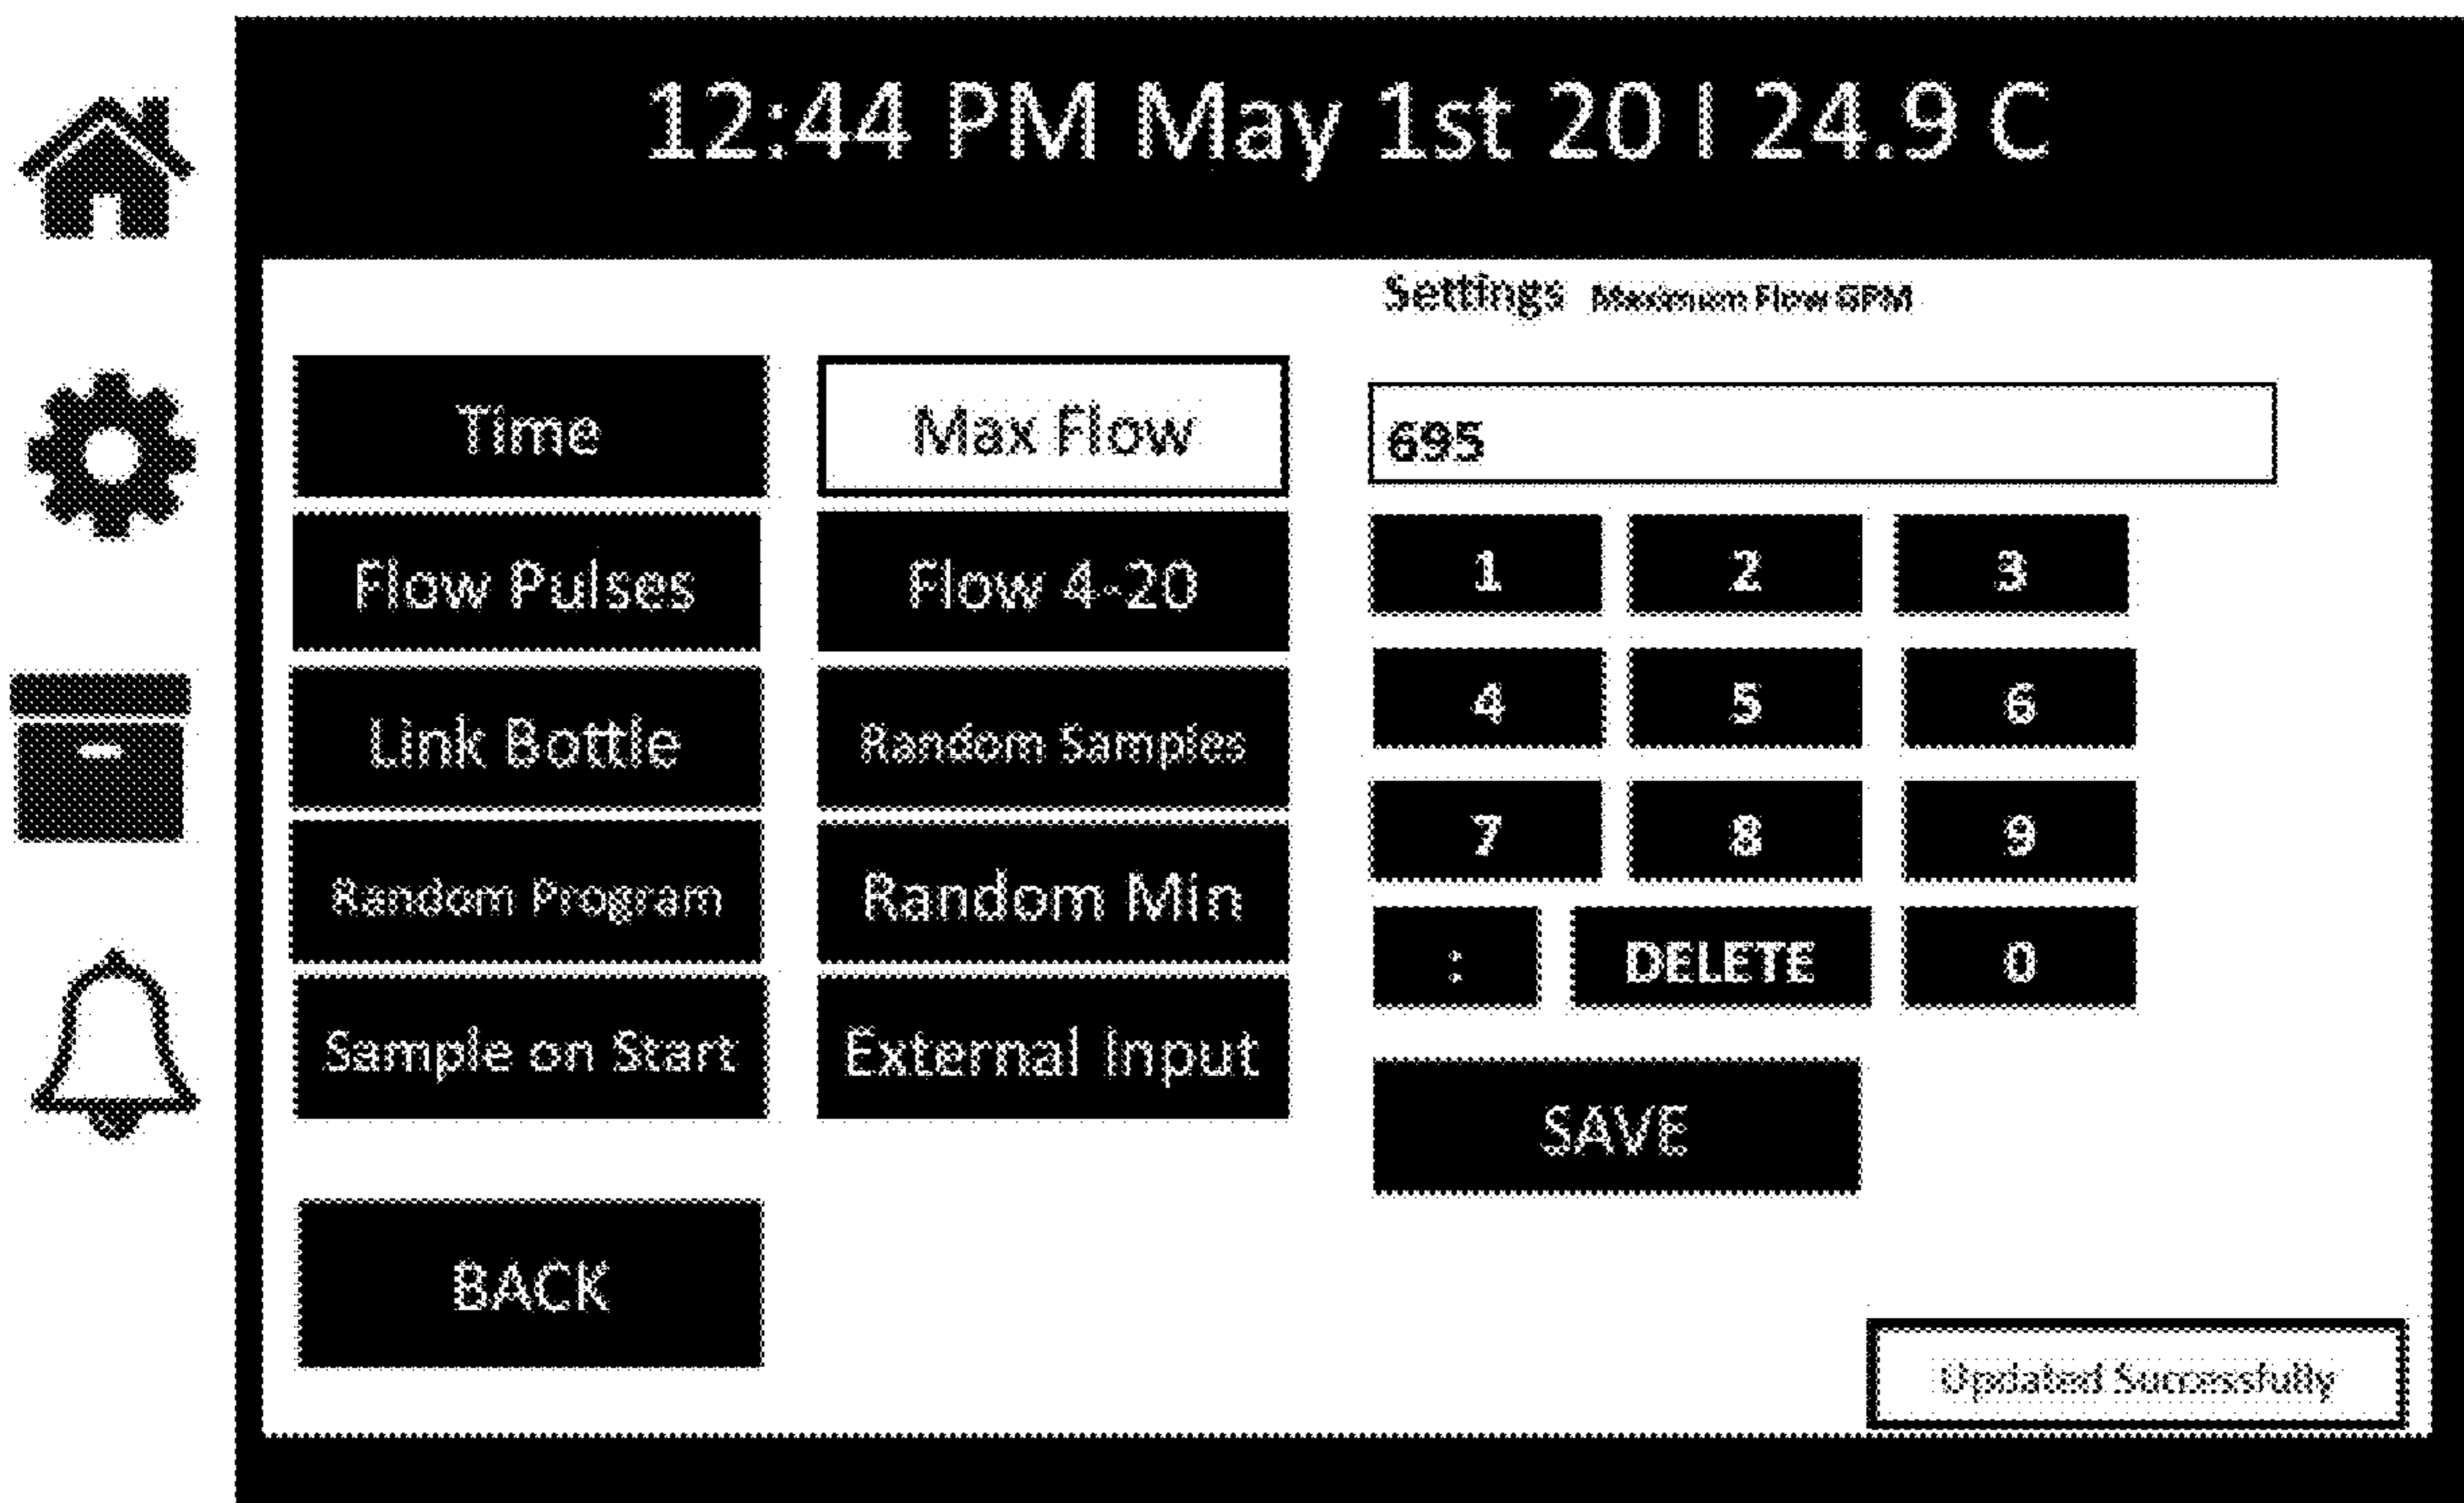 12:44 PM May 1st 20 I 24.9 C
Settings Maximum Flow GPM
Time
Max Flow
695
Flow Pulses
Flow 4-20
1 2 3
Link Bottle
Random Samples
4 5 6
Random Program
Random Min
7 8 9
: DELETE 0
Sample on Start
External Input
SAVE
BACK
Updated Successfully